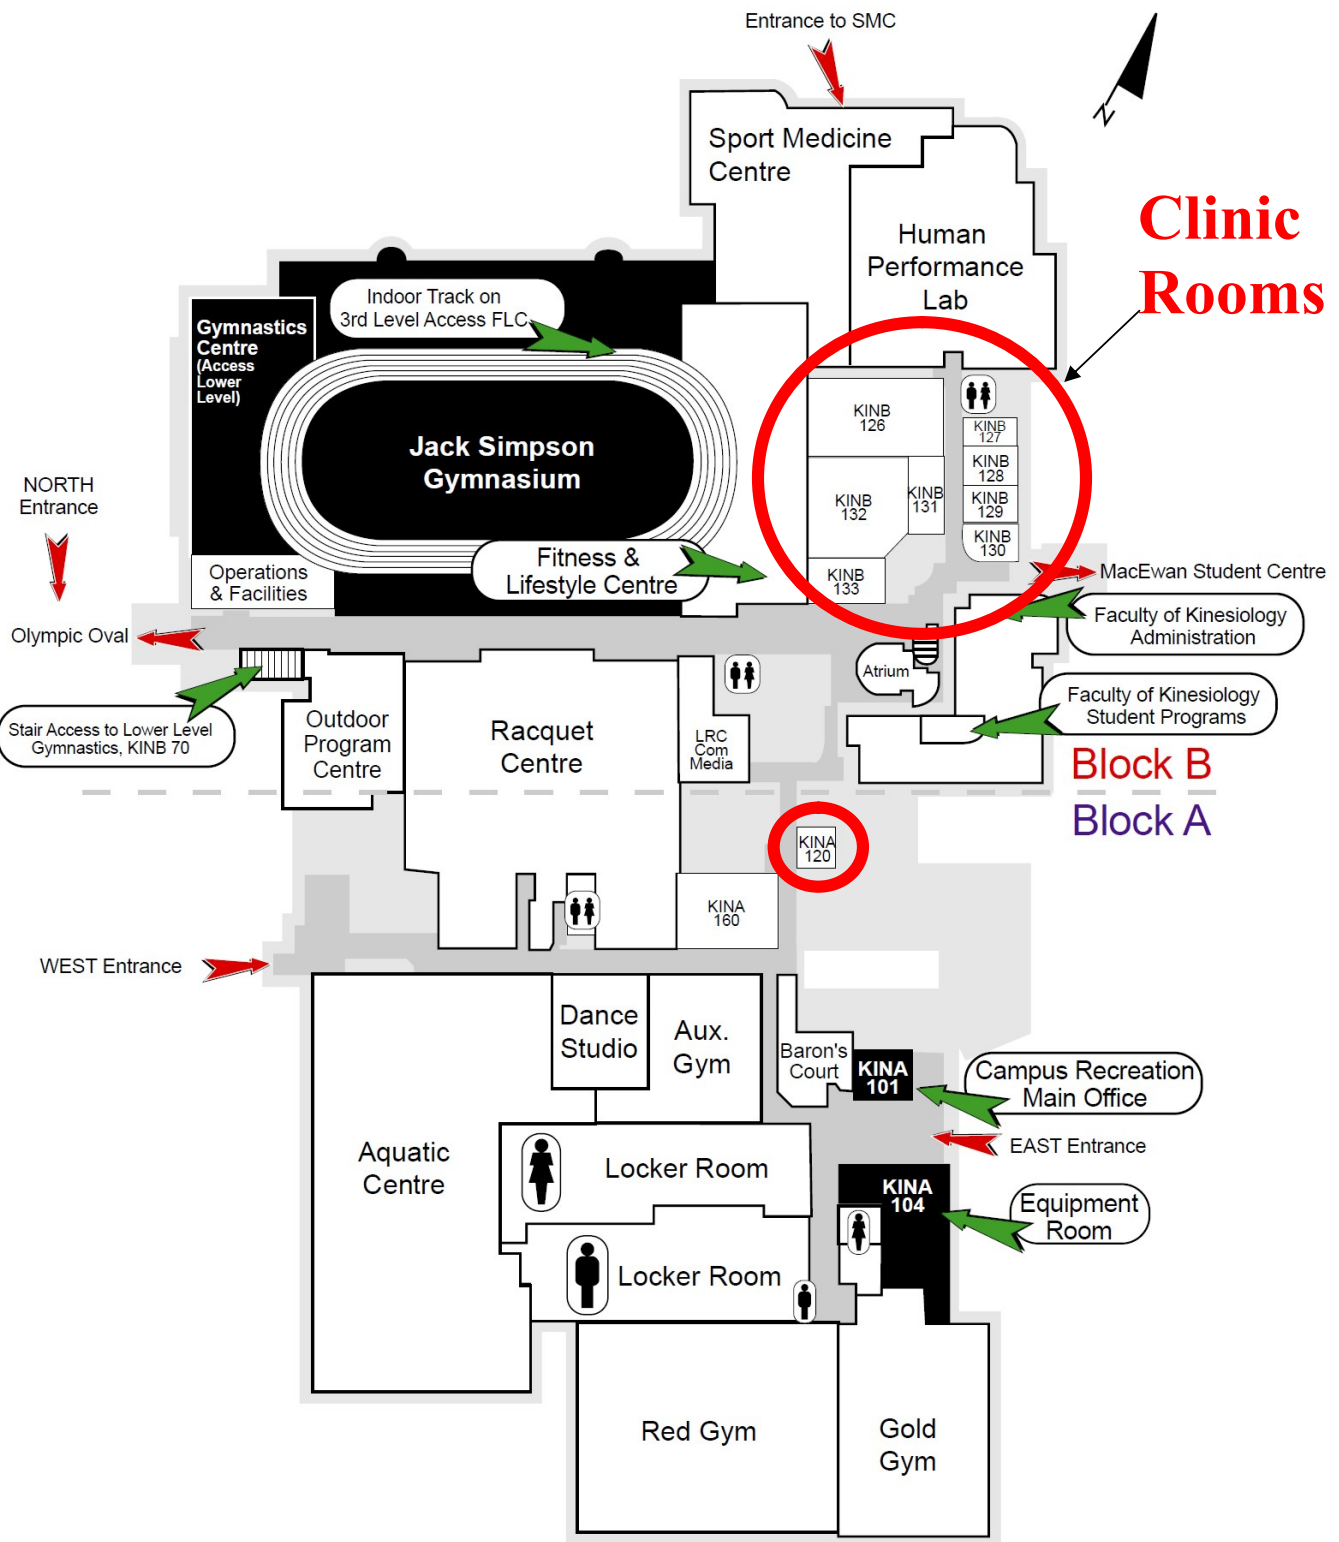 Entrance to SMC
N
Sport Medicine
Centre
Clinic
Rooms
Human
Performance
Lab
Indoor Track on
3rd Level Access FLC
Gymnastics
Centre
(Access
Lower
Level)
KINB
126
KINB
127
Jack Simpson
Gymnasium
KINB
128
NORTH
Entrance
KINB
132
KINB
131
KINB
129
KINB
130
Fitness &
Lifestyle Centre
Operations
& Facilities
KINB
133
MacEwan Student Centre
Faculty of Kinesiology
Administration
Olympic Oval
Atrium
Faculty of Kinesiology
Student Programs
Stair Access to Lower Level
Gymnastics, KINB 70
Outdoor
Program
Centre
Racquet
Centre
LRC
Com
Media
Block B
Block A
KINA
120
KINA
160
WEST Entrance
Dance
Studio
Aux.
Gym
Baron's
Court
KINA
101
Campus Recreation
Main Office
EAST Entrance
Aquatic
Centre
Locker Room
KINA
104
Equipment
Room
Locker Room
Red Gym
Gold
Gym